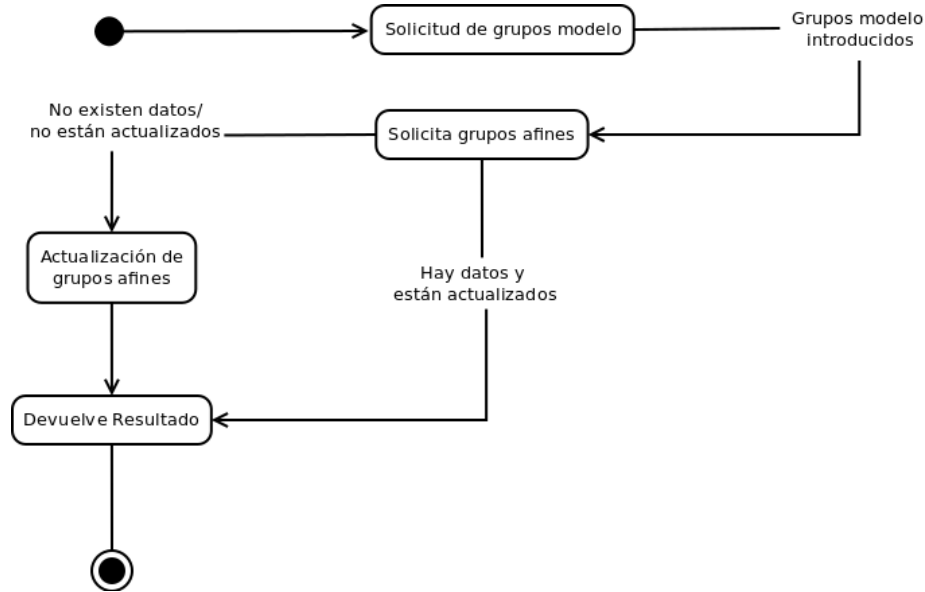 Solicitud de grupos modelo
Grupos modelo
introducidos
No existen datos/
no están actualizados
Solicita grupos afines
Actualización de
grupos afines
Hay datos y
están actualizados
Devuelve Resultado